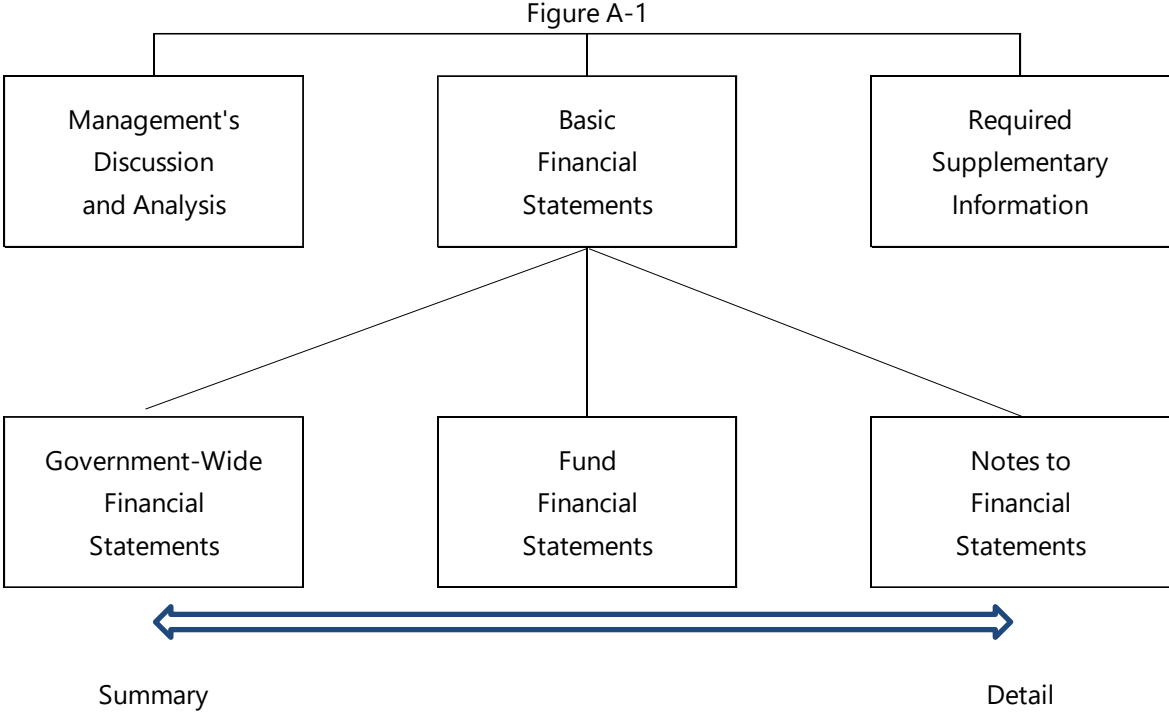 Figure A-1
Management's
Discussion
and Analysis
Basic
Financial
Statements
Required
Supplementary
Information
Government-Wide
Financial
Statements
Fund
Financial
Statements
Notes to
Financial
Statements
Summary
Detail